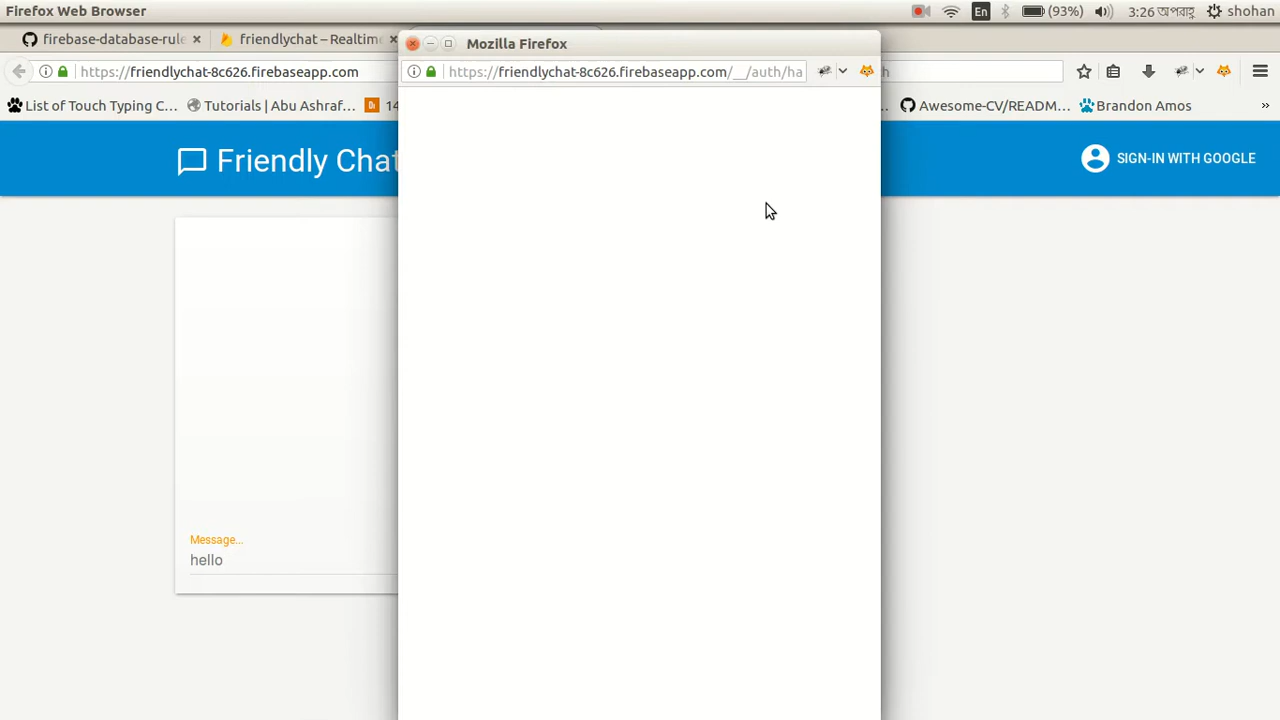 Firefox Web Browser
En
(93%)
3:26 অপরাহ্ণ
shohan
firebase-database-rule
friendlychat – Realtime
Mozilla Firefox
https://friendlychat-8c626.firebaseapp.com
https://friendlychat-8c626.firebaseapp.com/__/auth/ha
h
List of Touch Typing C...
Tutorials | Abu Ashraf...
14
Awesome-CV/READM...
Brandon Amos
»
Friendly Chat
SIGN-IN WITH GOOGLE
Message...
hello